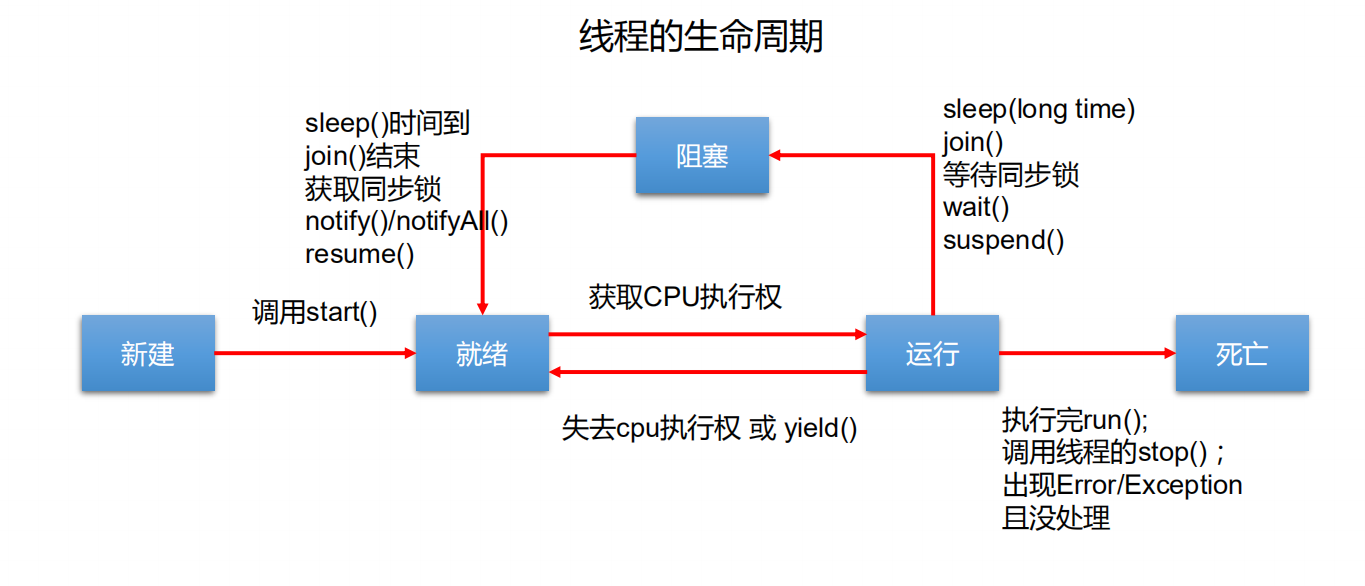 线程的生命周期
sleep()时间到
join()结束
获取同步锁
notify()/notifyAll()
resume()
阻塞
sleep(long time)
join()
等待同步锁
wait()
suspend()
调用start()
获取CPU执行权
新建
就绪
运行
死亡
失去cpu执行权 或 yield()
执行完run();
调用线程的stop() ;
出现Error/Exception
且没处理